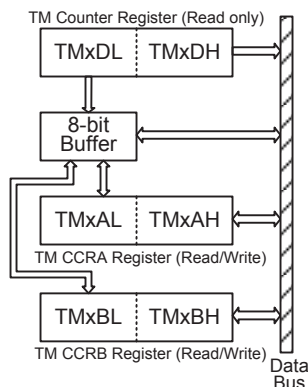 TM Counter Register (Read only)
TMxDL TMxDH
8-bit
Buffer
TMxAL TMxAH
TM CCRA Register (Read/Write)
TMxBL TMxBH
TM CCRB Register (Read/Write)
Data
Bus